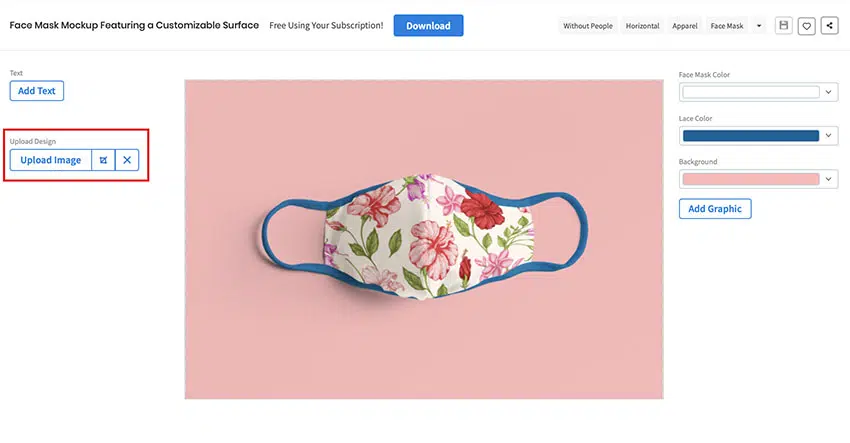 Face Mask Mockup Featuring a Customizable Surface
Free Using Your Subscription!
Download
Without People
Horizontal
Apparel
Face Mask
Text
Add Text
Upload Design
Upload Image
Face Mask Color
Lace Color
Background
Add Graphic